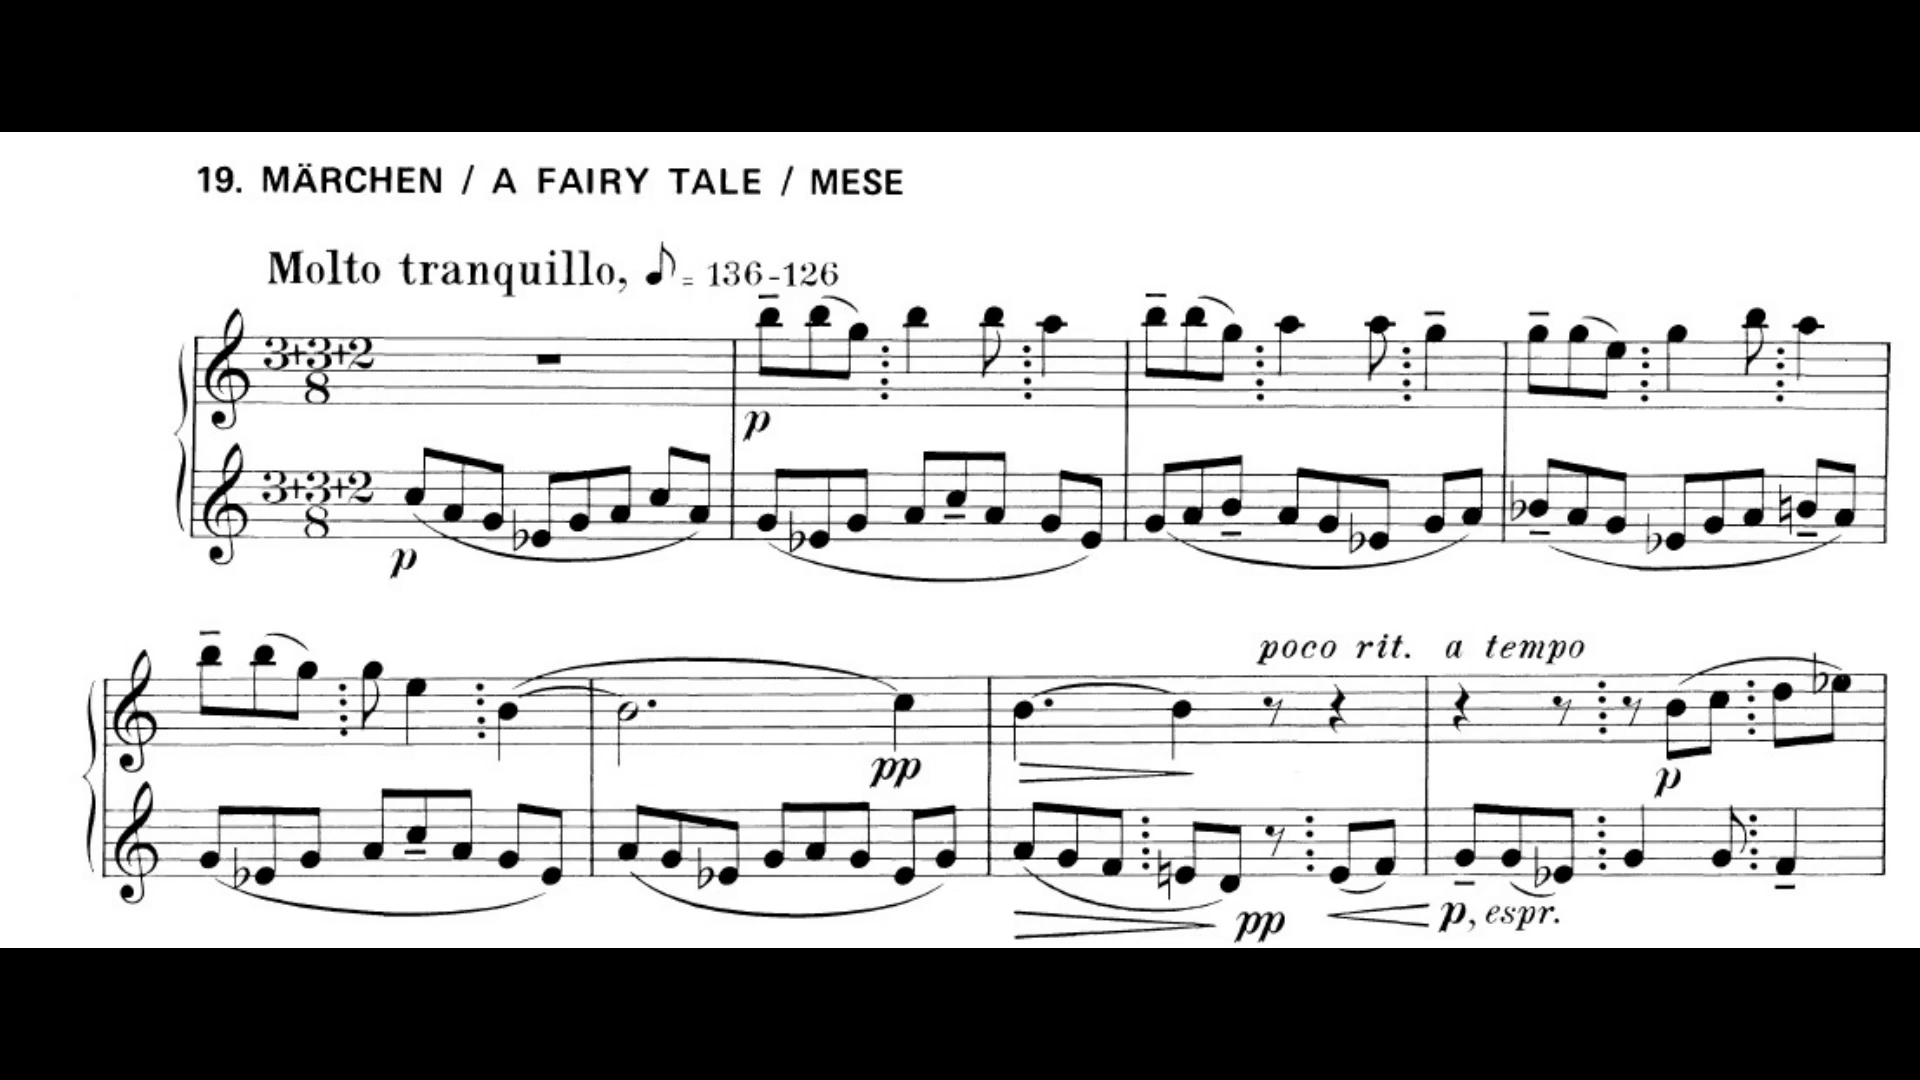 19. MÄRCHEN / A FAIRY TALE / MESE
Molto tranquillo, ♪= 136-126
3+3+2
8
p
3+3+2
8
p
poco rit. a tempo
pp
p
pp
p, espr.